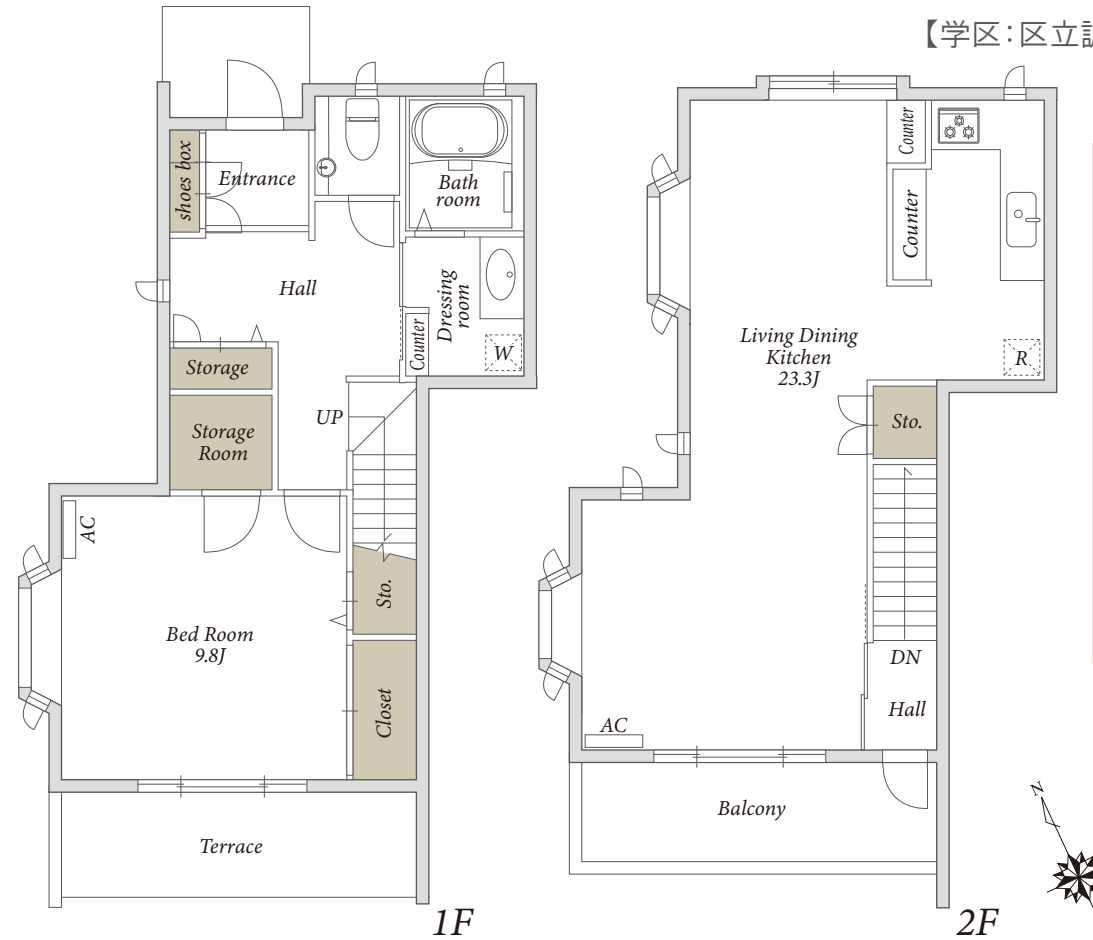 【学区:区立
shoes box
Entrance
Bath
room
Hall
Dressing
room
Counter
W
Storage
Storage
Room
UP
AC
Sto.
Bed Room
9.8J
Closet
Terrace
1F
Counter
Counter
Living Dining
Kitchen
23.3J
R
Sto.
DN
Hall
AC
Balcony
2F
N